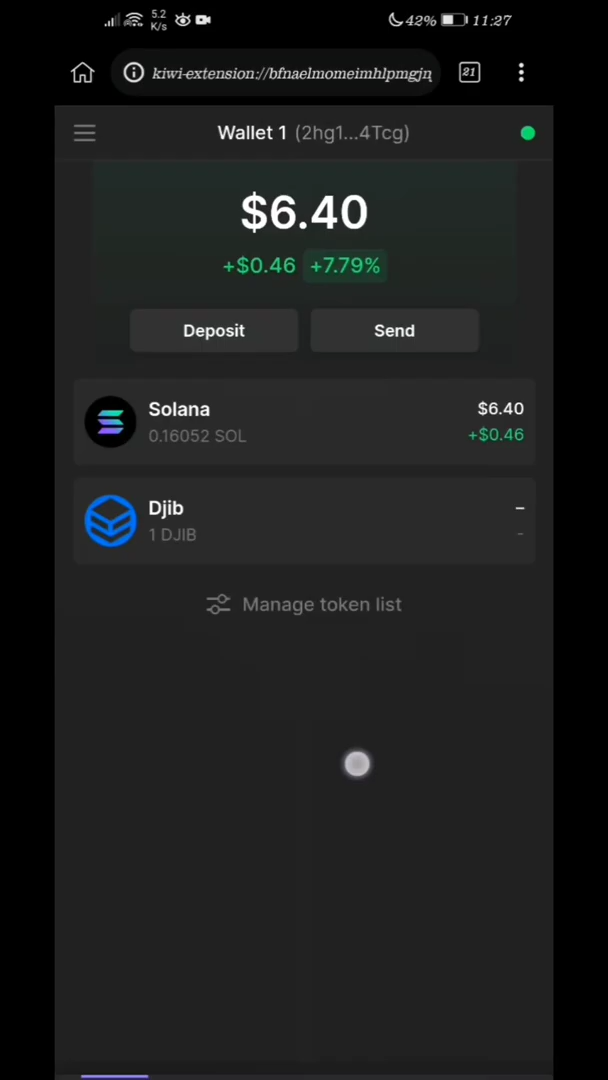 5.2 K/s 42% 11:27
kiwi-extension://bfnaelmomeimhlpmgjn 21
Wallet 1 (2hg1...4Tcg)
$6.40
+$0.46 +7.79%
Deposit Send
Solana $6.40
0.16052 SOL +$0.46
Djib –
1 DJIB -
Manage token list